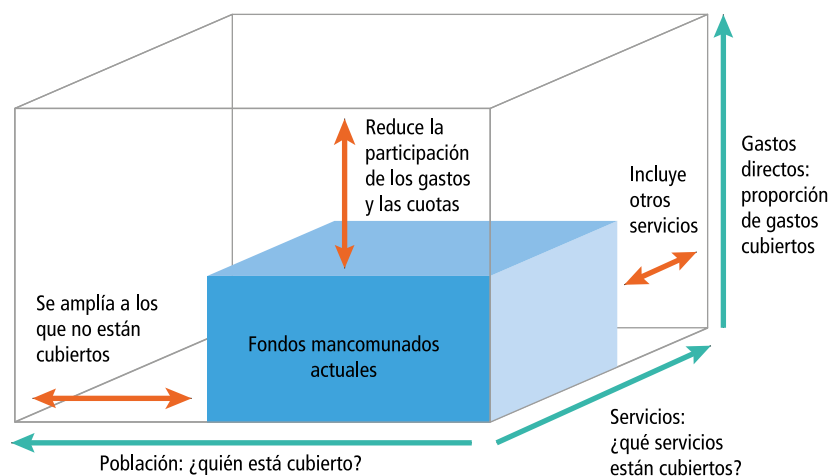 Reduce la
participación
de los gastos
y las cuotas
Incluye
otros
servicios
Gastos
directos:
proporción
de gastos
cubiertos
Se amplía a los
que no están
cubiertos
Fondos mancomunados
actuales
Servicios:
¿qué servicios
están cubiertos?
Población: ¿quién está cubierto?